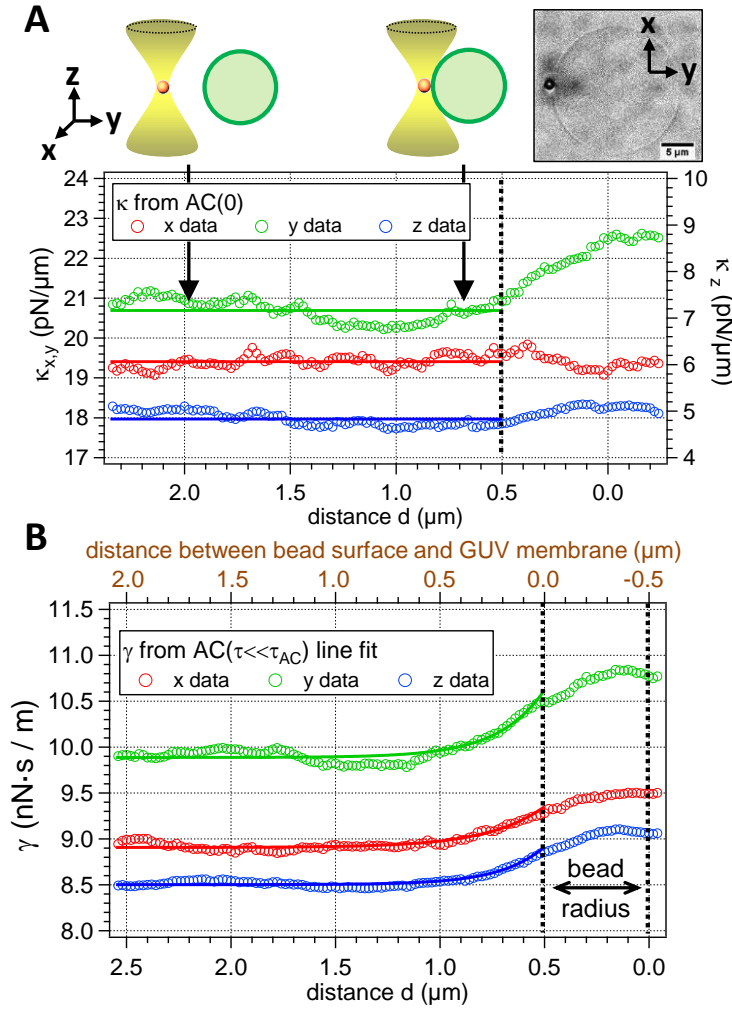 A
z
y
x
x
y
5 µm
κ from AC(0)
x data y data z data
24
23
22
21
20
19
18
17
κx,y (pN/µm)
10
9
8
7
6
5
4
κz (pN/µm)
2.0 1.5 1.0 0.5 0.0
distance d (µm)
B
distance between bead surface and GUV membrane (µm)
2.0 1.5 1.0 0.5 0.0 -0.5
γ from AC(τ<<τAC) line fit
x data y data z data
11.5
11.0
10.5
10.0
9.5
9.0
8.5
8.0
γ (nN·s / m)
bead
radius
2.5 2.0 1.5 1.0 0.5 0.0
distance d (µm)